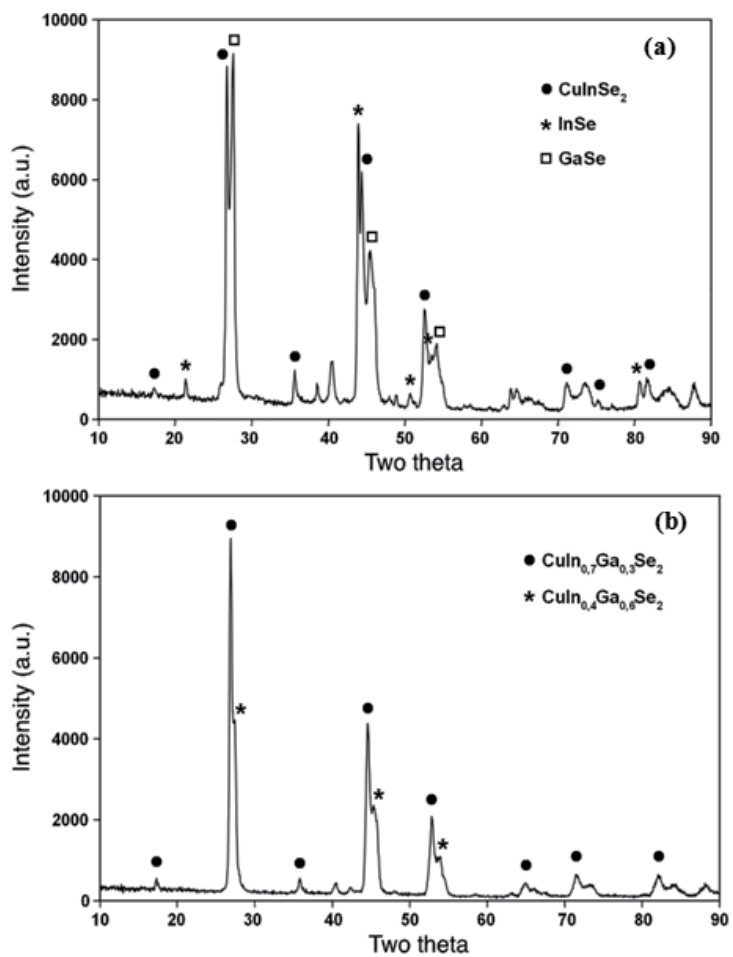 10000
(a)
8000
● CuInSe₂
* InSe
6000
□ GaSe
4000
2000
0
Intensity (a.u.)
10 20 30 40 50 60 70 80 90
Two theta
10000
(b)
● CuIn₀,₇Ga₀,₃Se₂
8000
* CuIn₀,₄Ga₀,₆Se₂
6000
4000
2000
0
Intensity (a.u.)
10 20 30 40 50 60 70 80 90
Two theta